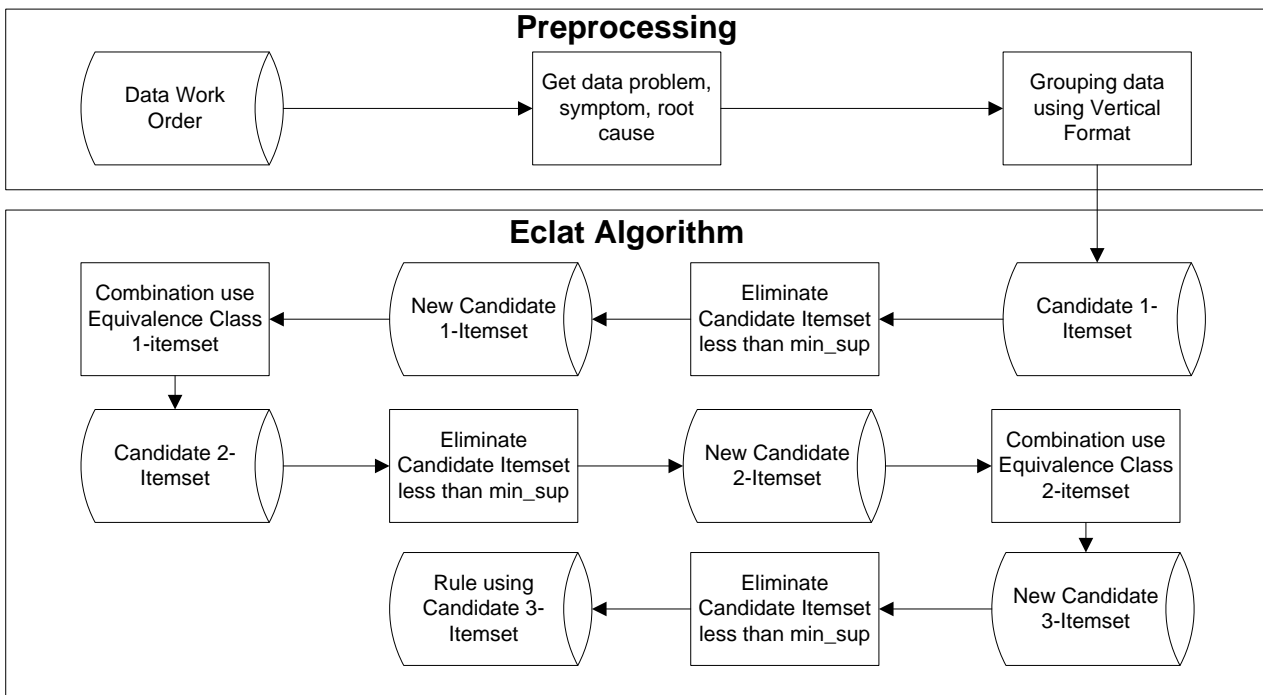 Preprocessing
Data Work
Order
Get data problem,
symptom, root
cause
Grouping data
using Vertical
Format
Eclat Algorithm
Combination use
Equivalence Class
1-itemset
New Candidate
1-Itemset
Eliminate
Candidate Itemset
less than min_sup
Candidate 1-
Itemset
Candidate 2-
Itemset
Eliminate
Candidate Itemset
less than min_sup
New Candidate
2-Itemset
Combination use
Equivalence Class
2-itemset
Rule using
Candidate 3-
Itemset
Eliminate
Candidate Itemset
less than min_sup
New Candidate
3-Itemset